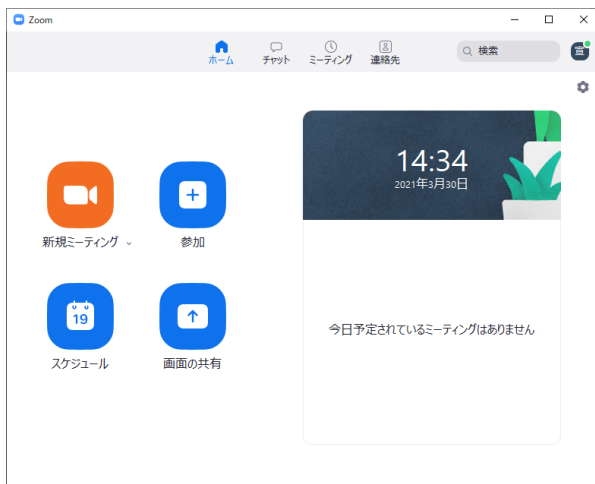 Zoom
ホーム
チャット
ミーティング
連絡先
検索
宣
14:34
2021年3月30日
新規ミーティング
参加
19
スケジュール
画面の共有
今日予定されているミーティングはありません